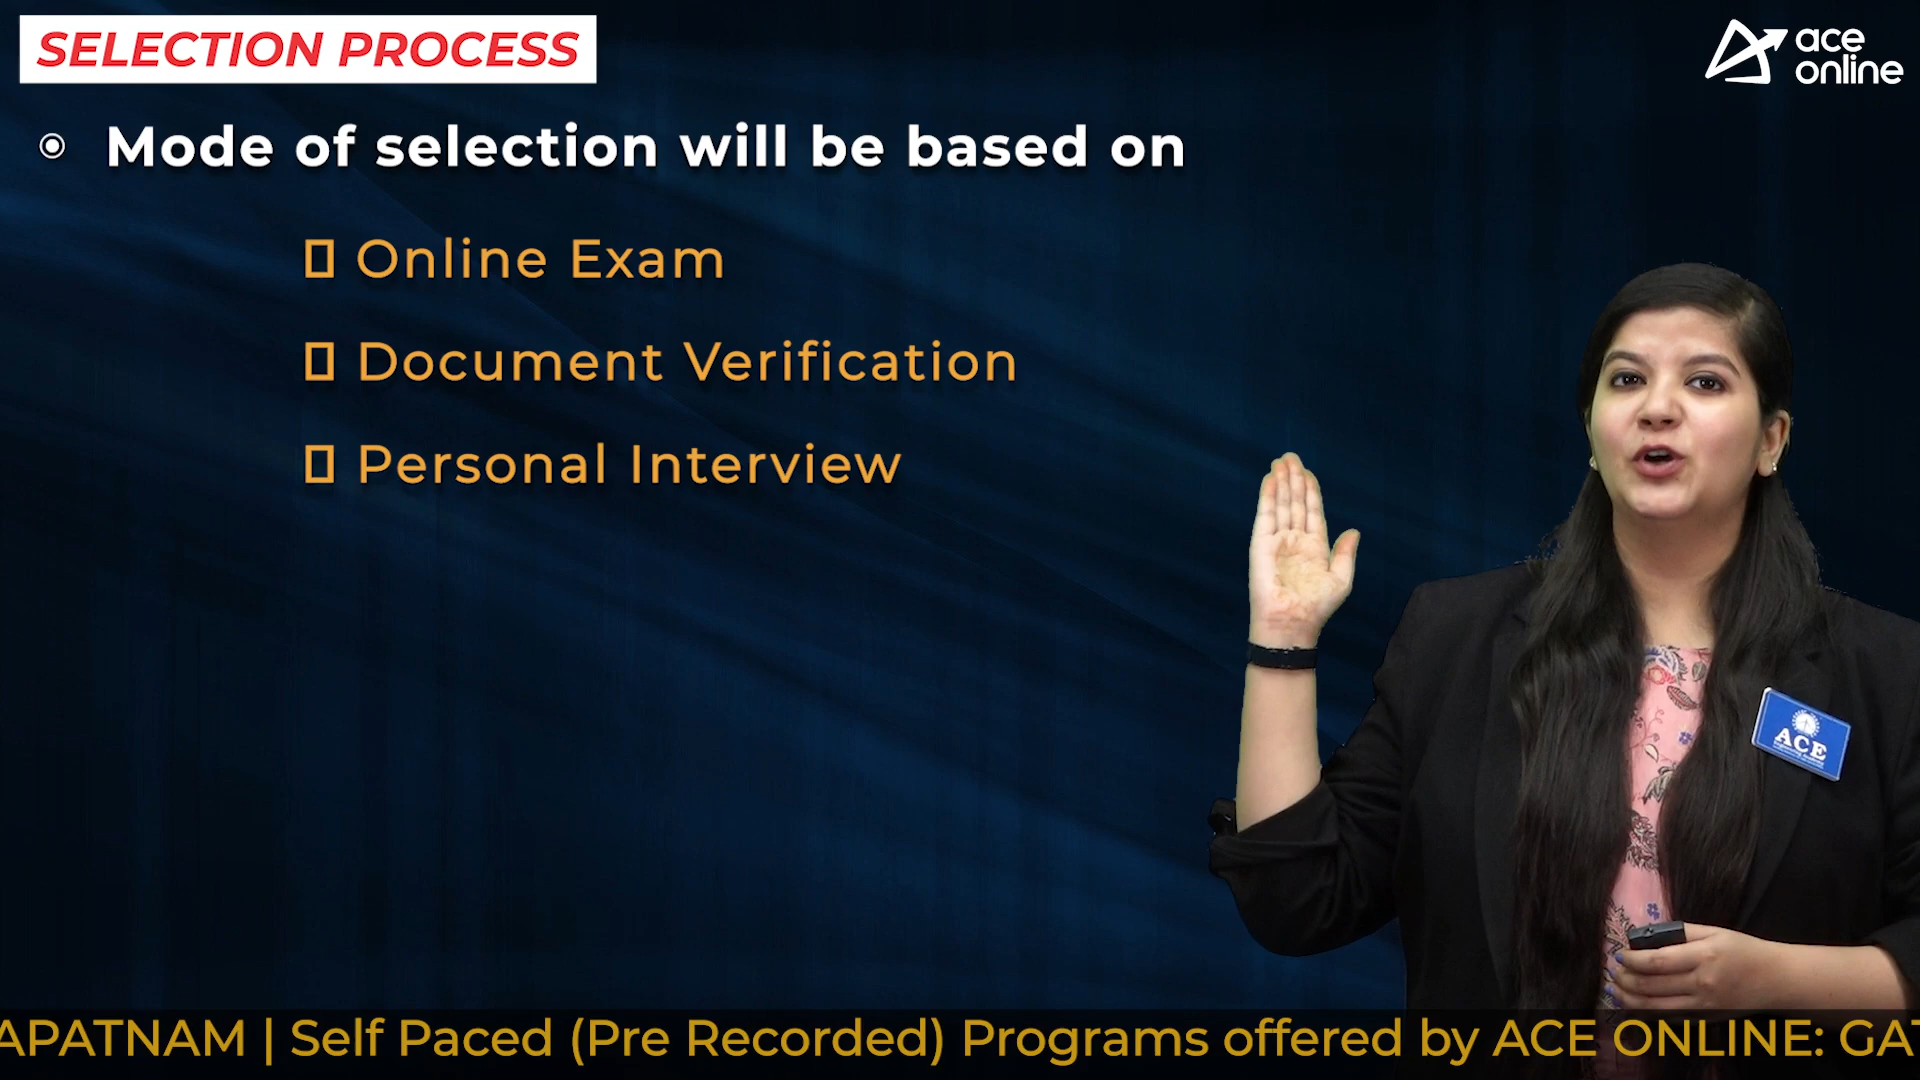 SELECTION PROCESS
ace
online
Mode of selection will be based on
Online Exam
Document Verification
Personal Interview
ACE
APATNAM | Self Paced (Pre Recorded) Programs offered by ACE ONLINE: GAT